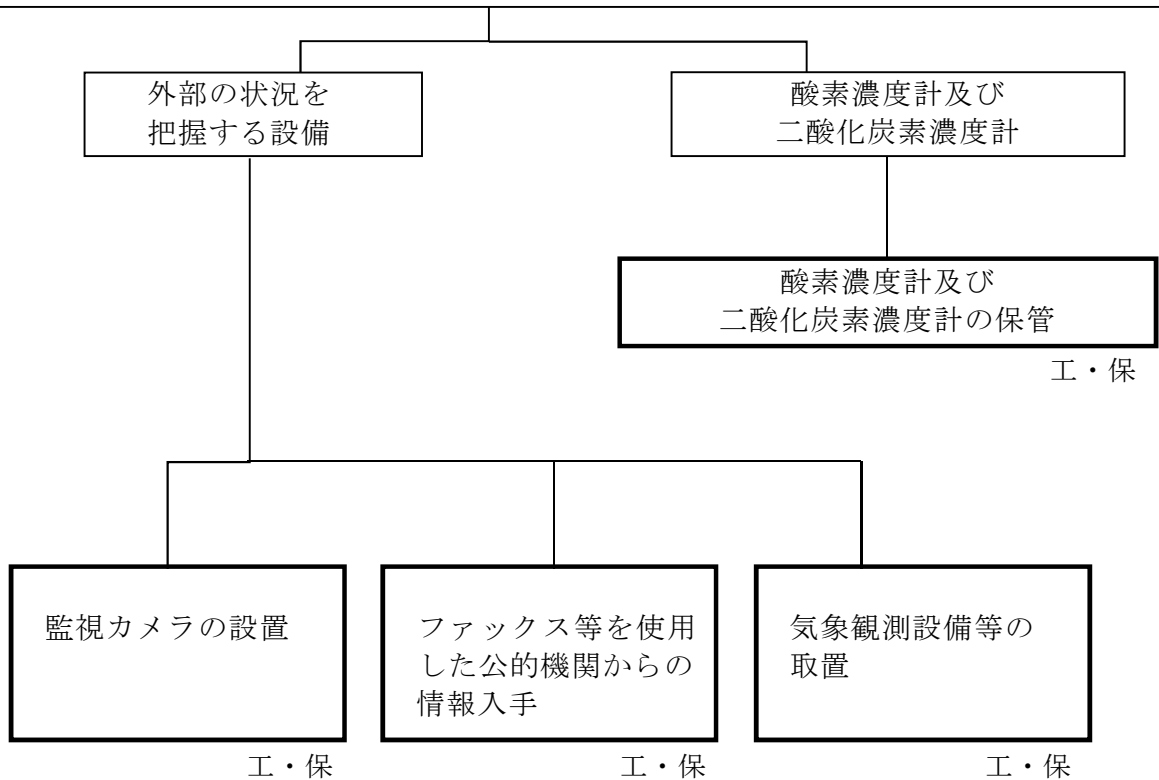 外部の状況を
把握する設備
酸素濃度計及び
二酸化炭素濃度計
酸素濃度計及び
二酸化炭素濃度計の保管
工・保
監視カメラの設置
工・保
ファックス等を使用
した公的機関からの
情報入手
工・保
気象観測設備等の
取置
工・保